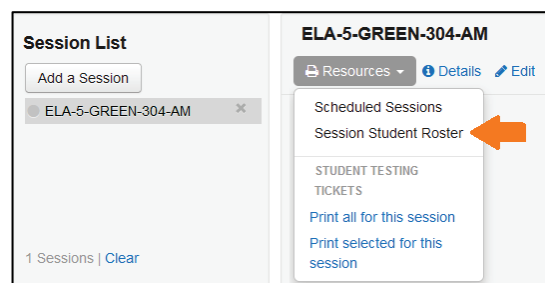 Session List
Add a Session
ELA-5-GREEN-304-AM
1 Sessions | Clear
ELA-5-GREEN-304-AM
Resources Details Edit
Scheduled Sessions
Session Student Roster
STUDENT TESTING
TICKETS
Print all for this session
Print selected for this
session